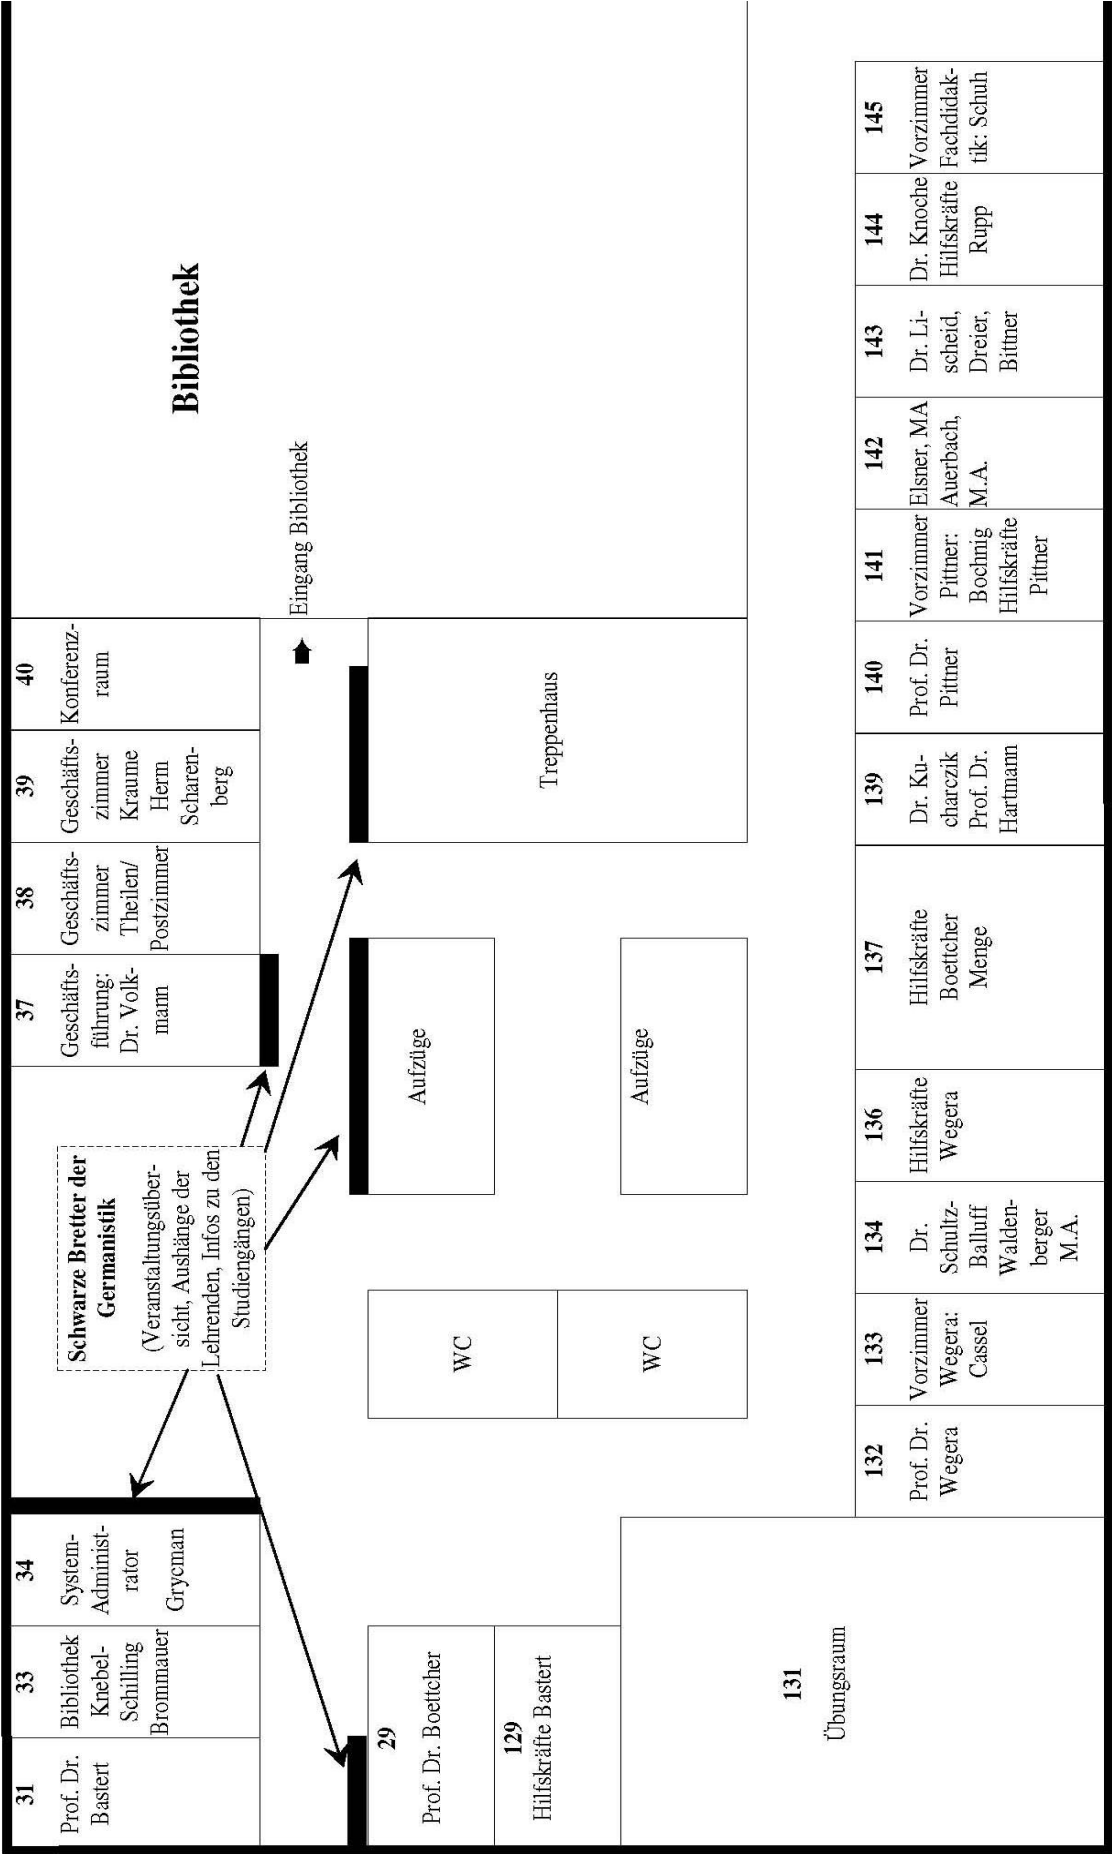 31
Prof. Dr.
Bastert
33
Bibliothek
Knebel-
Schilling
Brommauer
34
System-
Administ-
rator
Grycman
Schwarze Bretter der
Germanistik
(Veranstaltungsüber-
sicht, Aushänge der
Lehrenden, Infos zu den
Studiengängen)
37
Geschäfts-
führung:
Dr. Volk-
mann
38
Geschäfts-
zimmer
Theilen/
Postzimmer
39
Geschäfts-
zimmer
Kraume
Herm
Scharen-
berg
40
Konferenz-
raum
Bibliothek
Eingang Bibliothek
29
Prof. Dr. Boettcher
129
Hilfskräfte Bastert
WC
WC
Aufzüge
Aufzüge
Treppenhaus
131
Übungsraum
132
Prof. Dr.
Wegera
133
Vorzimmer
Wegera:
Cassel
134
Dr.
Schultz-
Balluff
Walden-
berger
M.A.
136
Hilfskräfte
Wegera
137
Hilfskräfte
Boettcher
Menge
139
Dr. Ku-
charczik
Prof. Dr.
Hartmann
140
Prof. Dr.
Pittner
141
Vorzimmer
Pittner:
Bochnig
Hilfskräfte
Pittner
142
Elsner, MA
Auerbach,
M.A.
143
Dr. Li-
scheid,
Dreier,
Bittner
144
Dr. Knoche
Hilfskräfte
Rupp
145
Vorzimmer
Fachdidak-
tik: Schuh